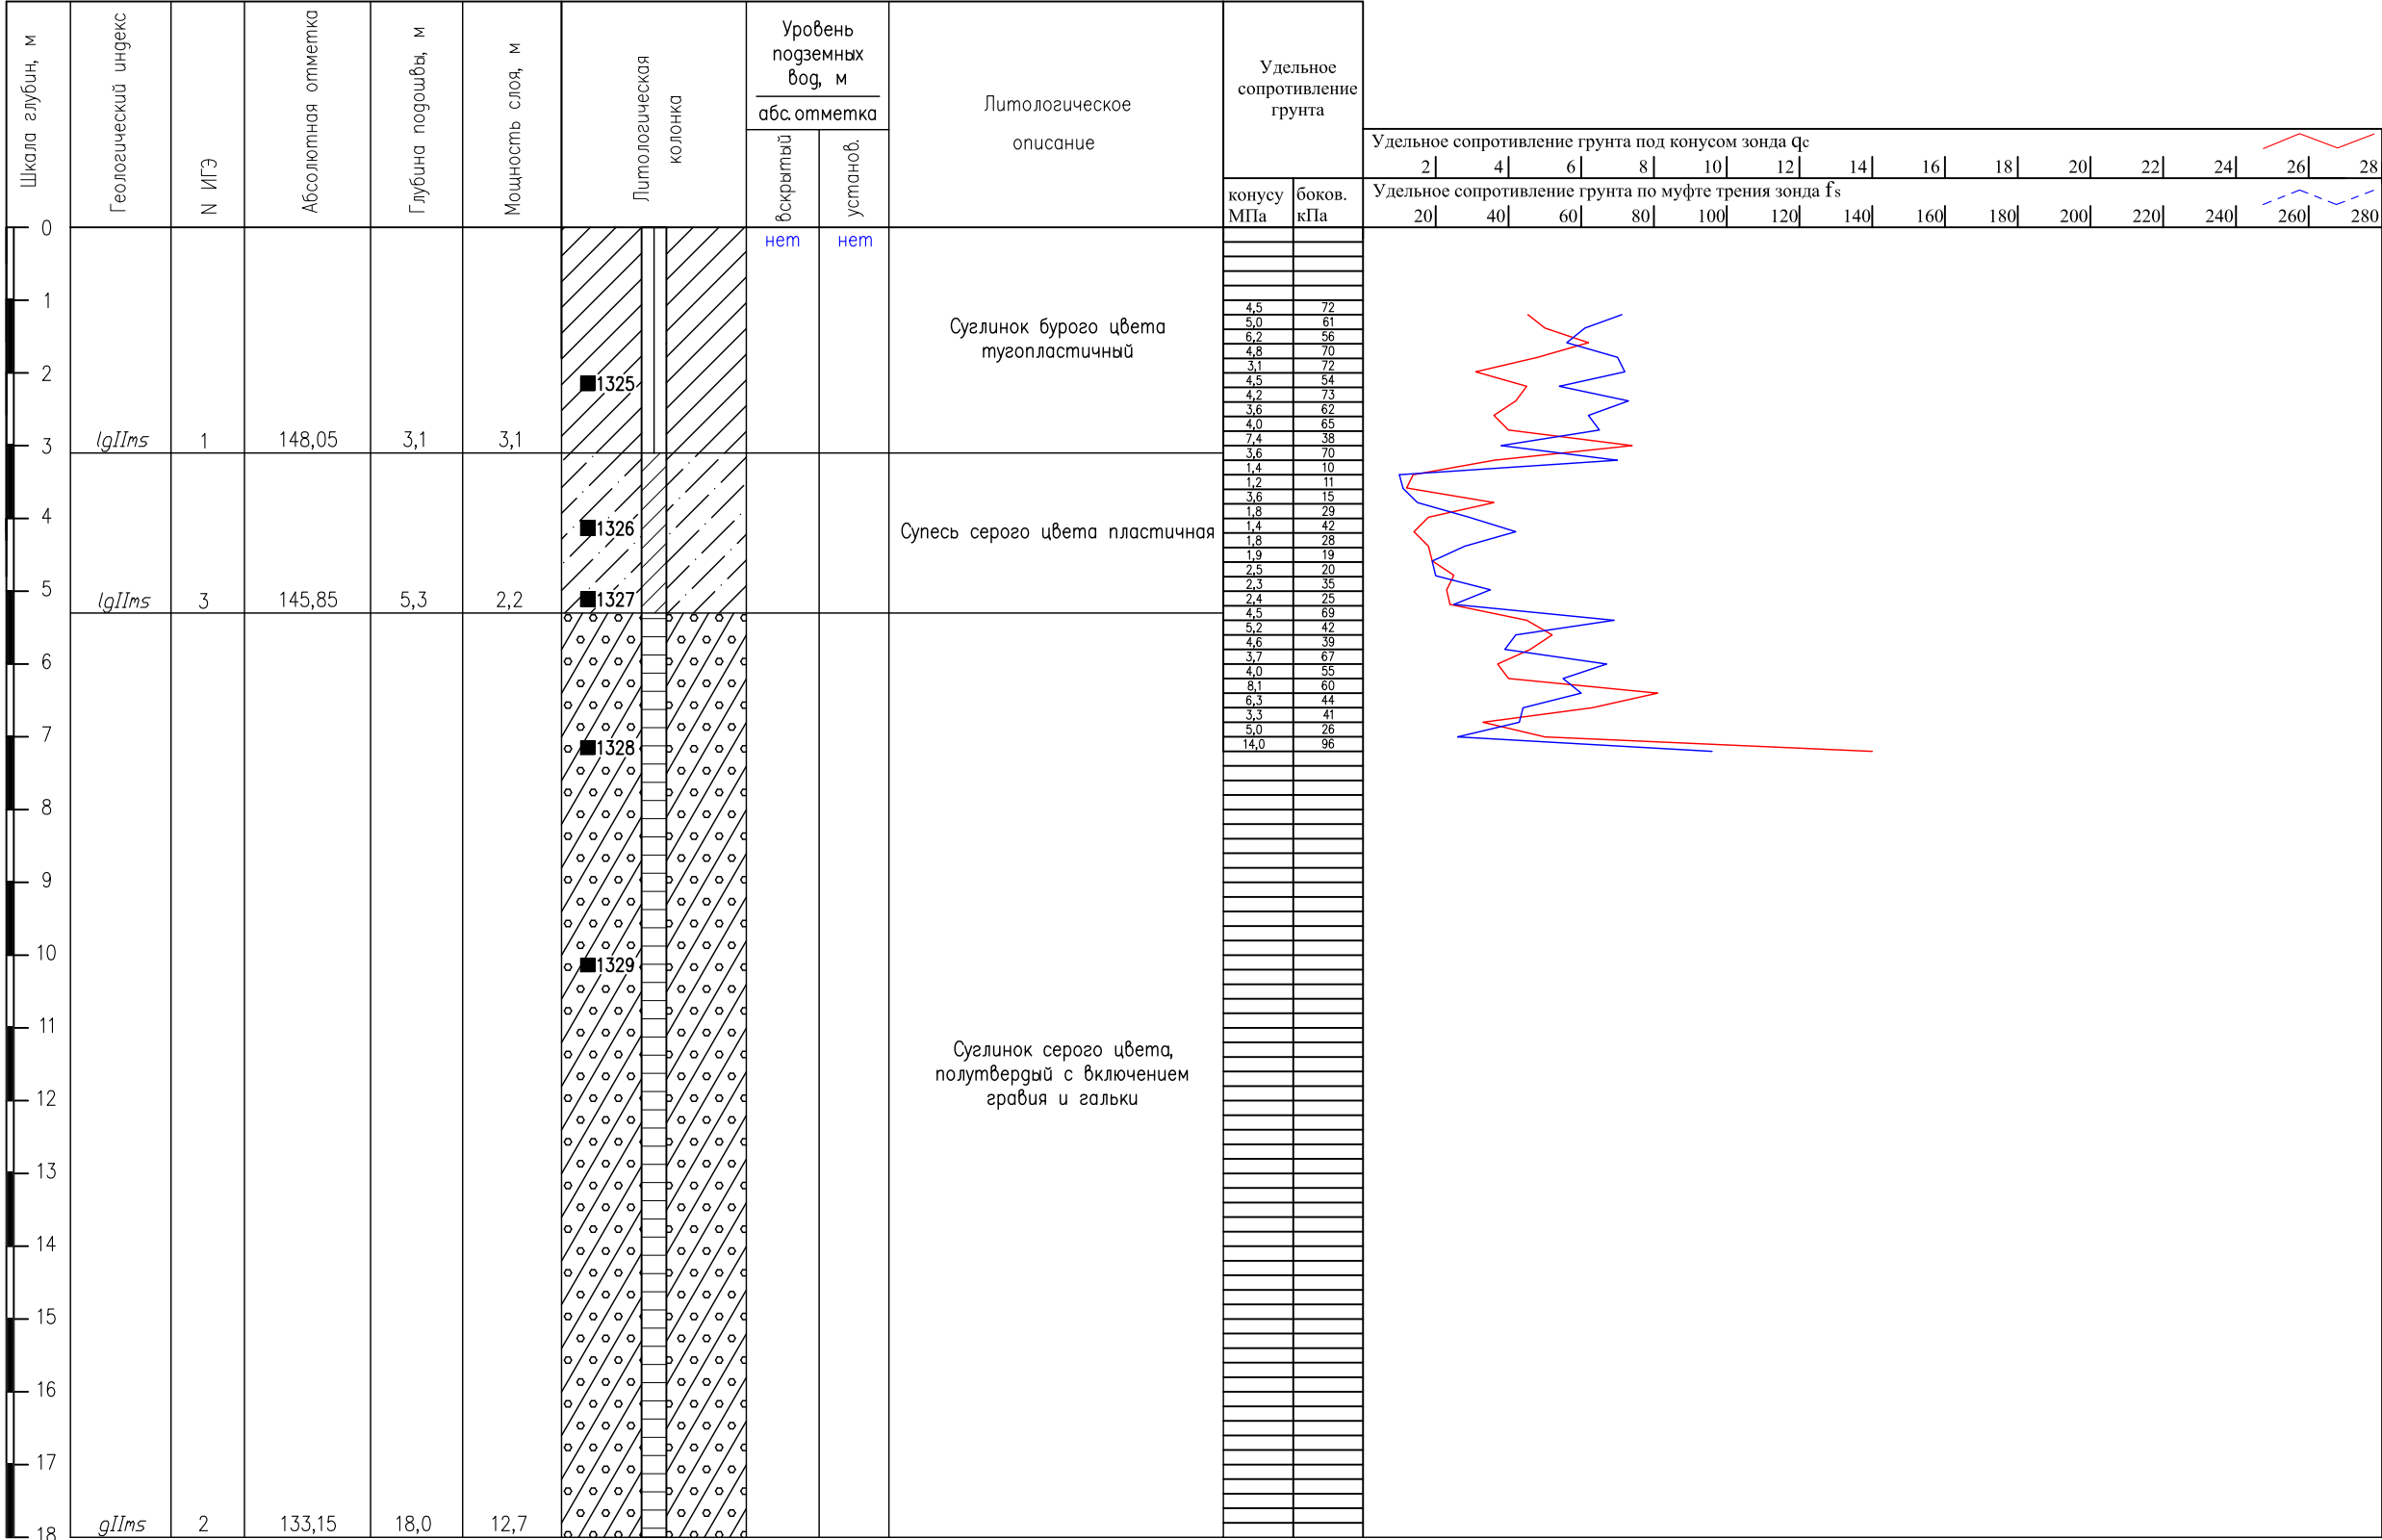 Шкала глубин, м
Геологический индекс
N ИГЭ
Абсолютная отметка
Глубина подошвы, м
Мощность слоя, м
Литологическая
колонка
Уровень
подземных
вод, м
абс. отметка
вскрытый
установ.
Литологическое
описание
Удельное
сопротивление
грунта
конусу
МПа
боков.
кПа
Удельное сопротивление грунта под конусом зонда qc
2 4 6 8 10 12 14 16 18 20 22 24 26 28
Удельное сопротивление грунта по муфте трения зонда fs
20 40 60 80 100 120 140 160 180 200 220 240 260 280
0
нет нет
1
4,5 72
5,0 61
Суглинок бурого цвета
тугопластичный
6,2 56
4,8 70
2
3,1 72
1325
4,5 54
4,2 73
3,6 62
4,0 65
3
lgIIms 1 148,05 3,1 3,1
7,4 38
3,6 70
1,4 10
1,2 11
3,6 15
4
1,8 29
1326
Супесь серого цвета пластичная
1,4 42
1,8 28
1,9 19
2,5 20
5
2,3 35
lgIIms 3 145,85 5,3 2,2
1327
2,4 25
4,5 69
5,2 42
4,6 39
6
3,7 67
4,0 55
8,1 60
6,3 44
3,3 41
7
5,0 26
1328
14,0 96
8
9
10
1329
11
Суглинок серого цвета,
полутвердый с включением
гравия и гальки
12
13
14
15
16
17
18
gIIms 2 133,15 18,0 12,7